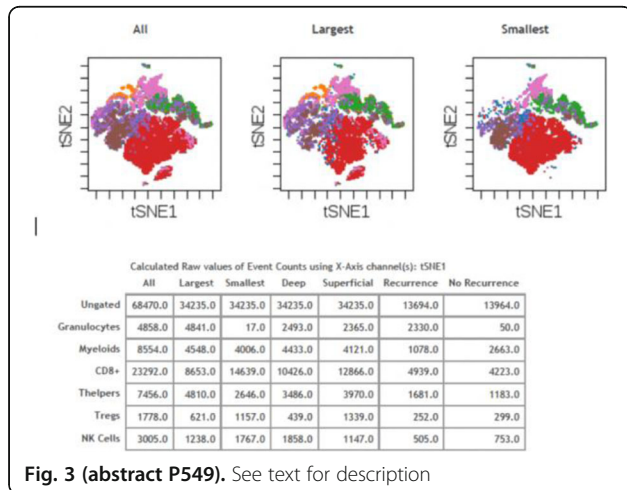 All Largest Smallest
tSNE2 tSNE2 tSNE2
tSNE1 tSNE1 tSNE1
Calculated Raw values of Event Counts using X-Axis channel(s): tSNE1
All Largest Smallest Deep Superficial Recurrence No Recurrence
Ungated 68470.0 34235.0 34235.0 34235.0 34235.0 13694.0 13964.0
Granulocytes 4858.0 4841.0 17.0 2493.0 2365.0 2330.0 50.0
Myeloids 8554.0 4548.0 4006.0 4433.0 4121.0 1078.0 2663.0
CD8+ 23292.0 8653.0 14639.0 10426.0 12866.0 4939.0 4223.0
Thelpers 7456.0 4810.0 2646.0 3486.0 3970.0 1681.0 1183.0
Tregs 1778.0 621.0 1157.0 439.0 1339.0 252.0 299.0
NK Cells 3005.0 1238.0 1767.0 1858.0 1147.0 505.0 753.0
Fig. 3 (abstract P549). See text for description